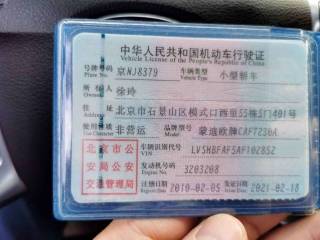 中华人民共和国机动车行驶证
Vehicle License of the People's Republic of China
号牌号码 京NJ8379 车辆类型 小型轿车
Plate No. Vehicle Type
所有人 徐玲
Owner
住址 北京市石景山区模式口西里55栋5门401号
Address
使用性质 非营运 品牌型号 蒙迪欧牌CAF7230A
Use Character Model
北京市公安局公安交通管理局
车辆识别代号 LVSHBFAF5AF102852
VIN
发动机号码 3203208
Engine No.
注册日期 2010-02-05 发证日期 2021-02-18
Register Date Issue Date